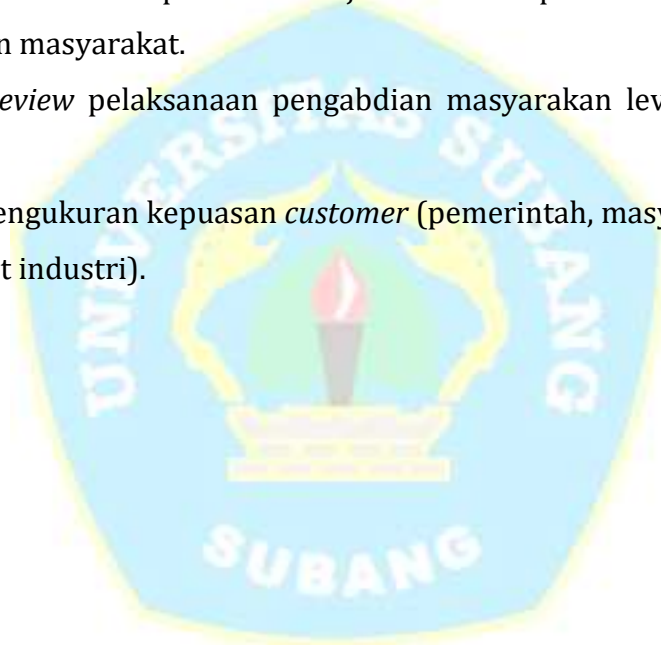 n masyarakat.
eview pelaksanaan pengabdian masyarakan lev
engukuran kepuasan customer (pemerintah, masy
t industri).
UNIVERSITAS SUBANG
SUBANG